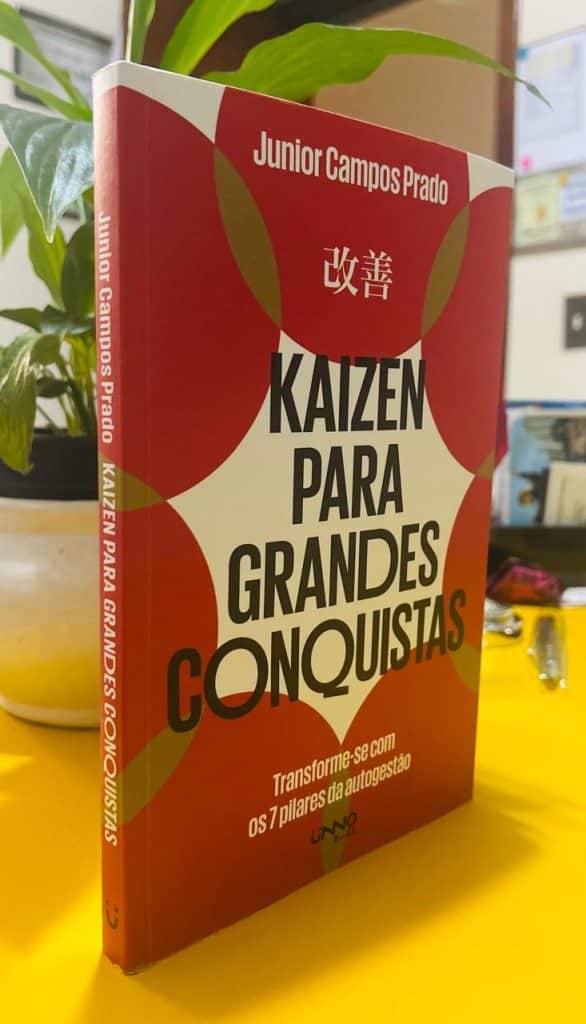 Junior Campos Prado
改善
KAIZEN
PARA
GRANDES
CONQUISTAS
Transforme-se com
os 7 pilares da autogestão
ünno
Junior Campos Prado KAIZEN PARA GRANDES CONQUISTAS